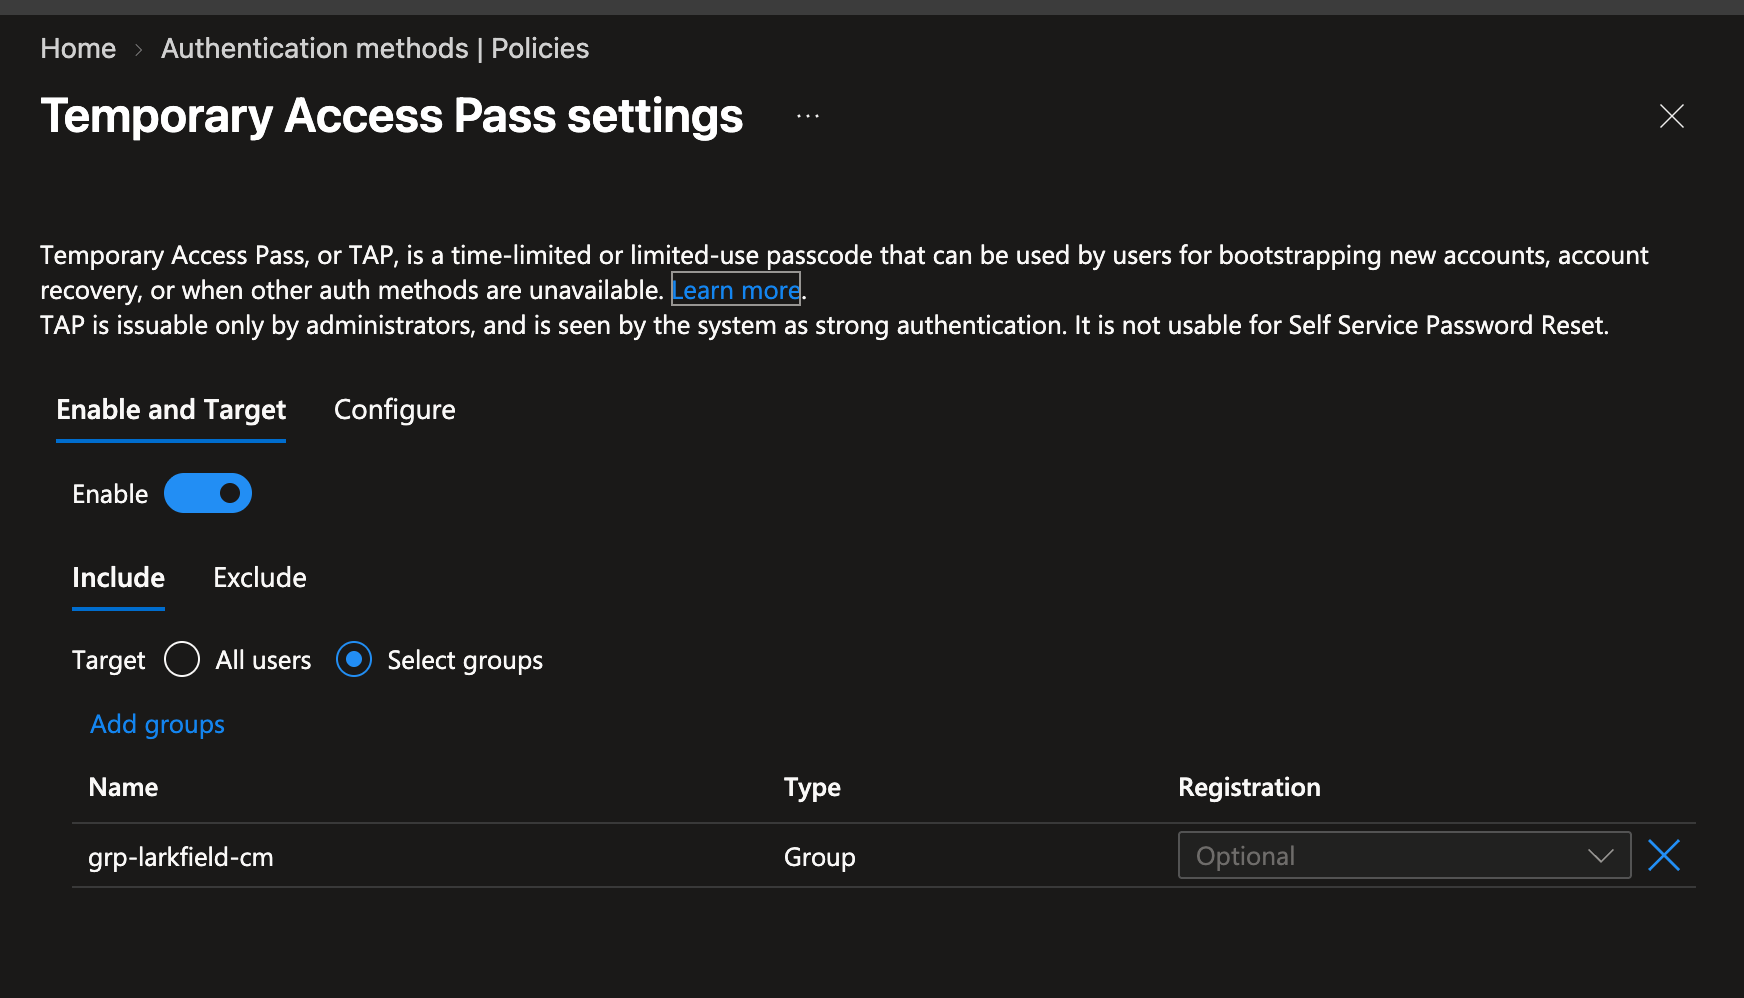 Home > Authentication methods | Policies
Temporary Access Pass settings ...
Temporary Access Pass, or TAP, is a time-limited or limited-use passcode that can be used by users for bootstrapping new accounts, account
recovery, or when other auth methods are unavailable. Learn more.
TAP is issuable only by administrators, and is seen by the system as strong authentication. It is not usable for Self Service Password Reset.
Enable and Target Configure
Enable
Include Exclude
Target All users Select groups
Add groups
Name Type Registration
grp-larkfield-cm Group Optional